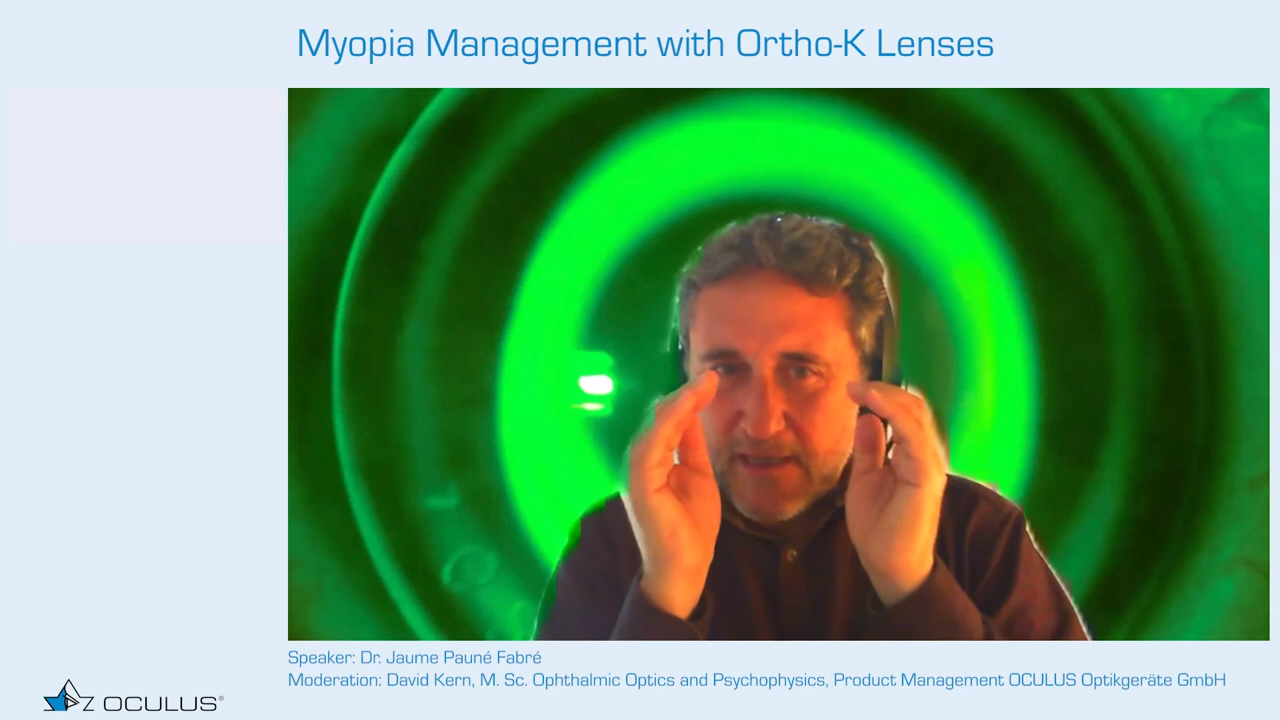 Myopia Management with Ortho-K Lenses
Speaker: Dr. Jaume Pauné Fabré
Moderation: David Kern, M. Sc. Ophthalmic Optics and Psychophysics, Product Management OCULUS Optikgeräte GmbH
OCULUS®